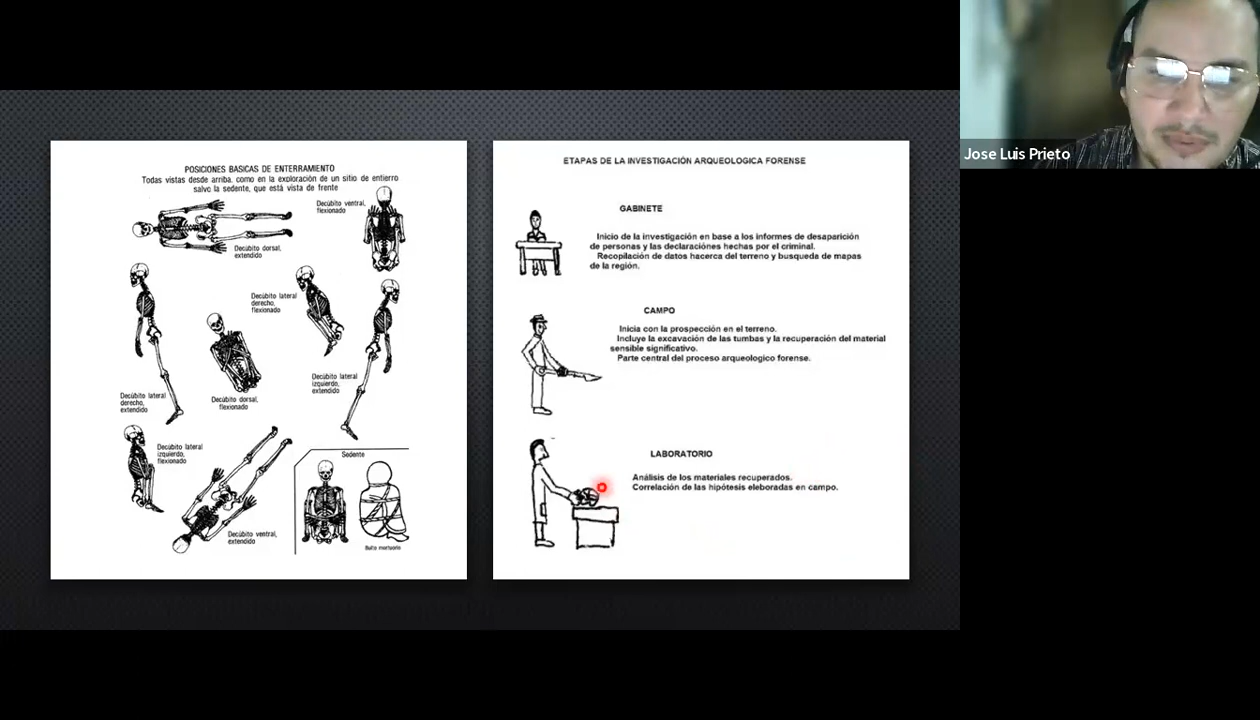 POSICIONES BASICAS DE ENTERRAMIENTO
Todas vistas desde arriba, como en la exploración de un sitio de entierro
salvo la sedente, que está vista de frente
Decúbito ventral,
flexionado
Decúbito dorsal,
extendido
Decúbito lateral
derecho,
flexionado
Decúbito lateral
izquierdo,
extendido
Decúbito lateral
derecho,
extendido
Decúbito dorsal,
flexionado
Decúbito lateral
izquierdo,
flexionado
Sedente
Decúbito ventral,
extendido
Bulto mortuorio
ETAPAS DE LA INVESTIGACIÓN ARQUEOLOGICA FORENSE
GABINETE
Inicio de la investigación en base a los informes de desaparición
de personas y las declaraciónes hechas por el criminal.
Recopilación de datos hacerca del terreno y busqueda de mapas
de la región.
CAMPO
Inicia con la prospección en el terreno.
Incluye la excavación de las tumbas y la recuperación del material
sensible significativo.
Parte central del proceso arqueologico forense.
LABORATORIO
Análisis de los materiales recuperados.
Correlación de las hipótesis eleboradas en campo.
Jose Luis Prieto